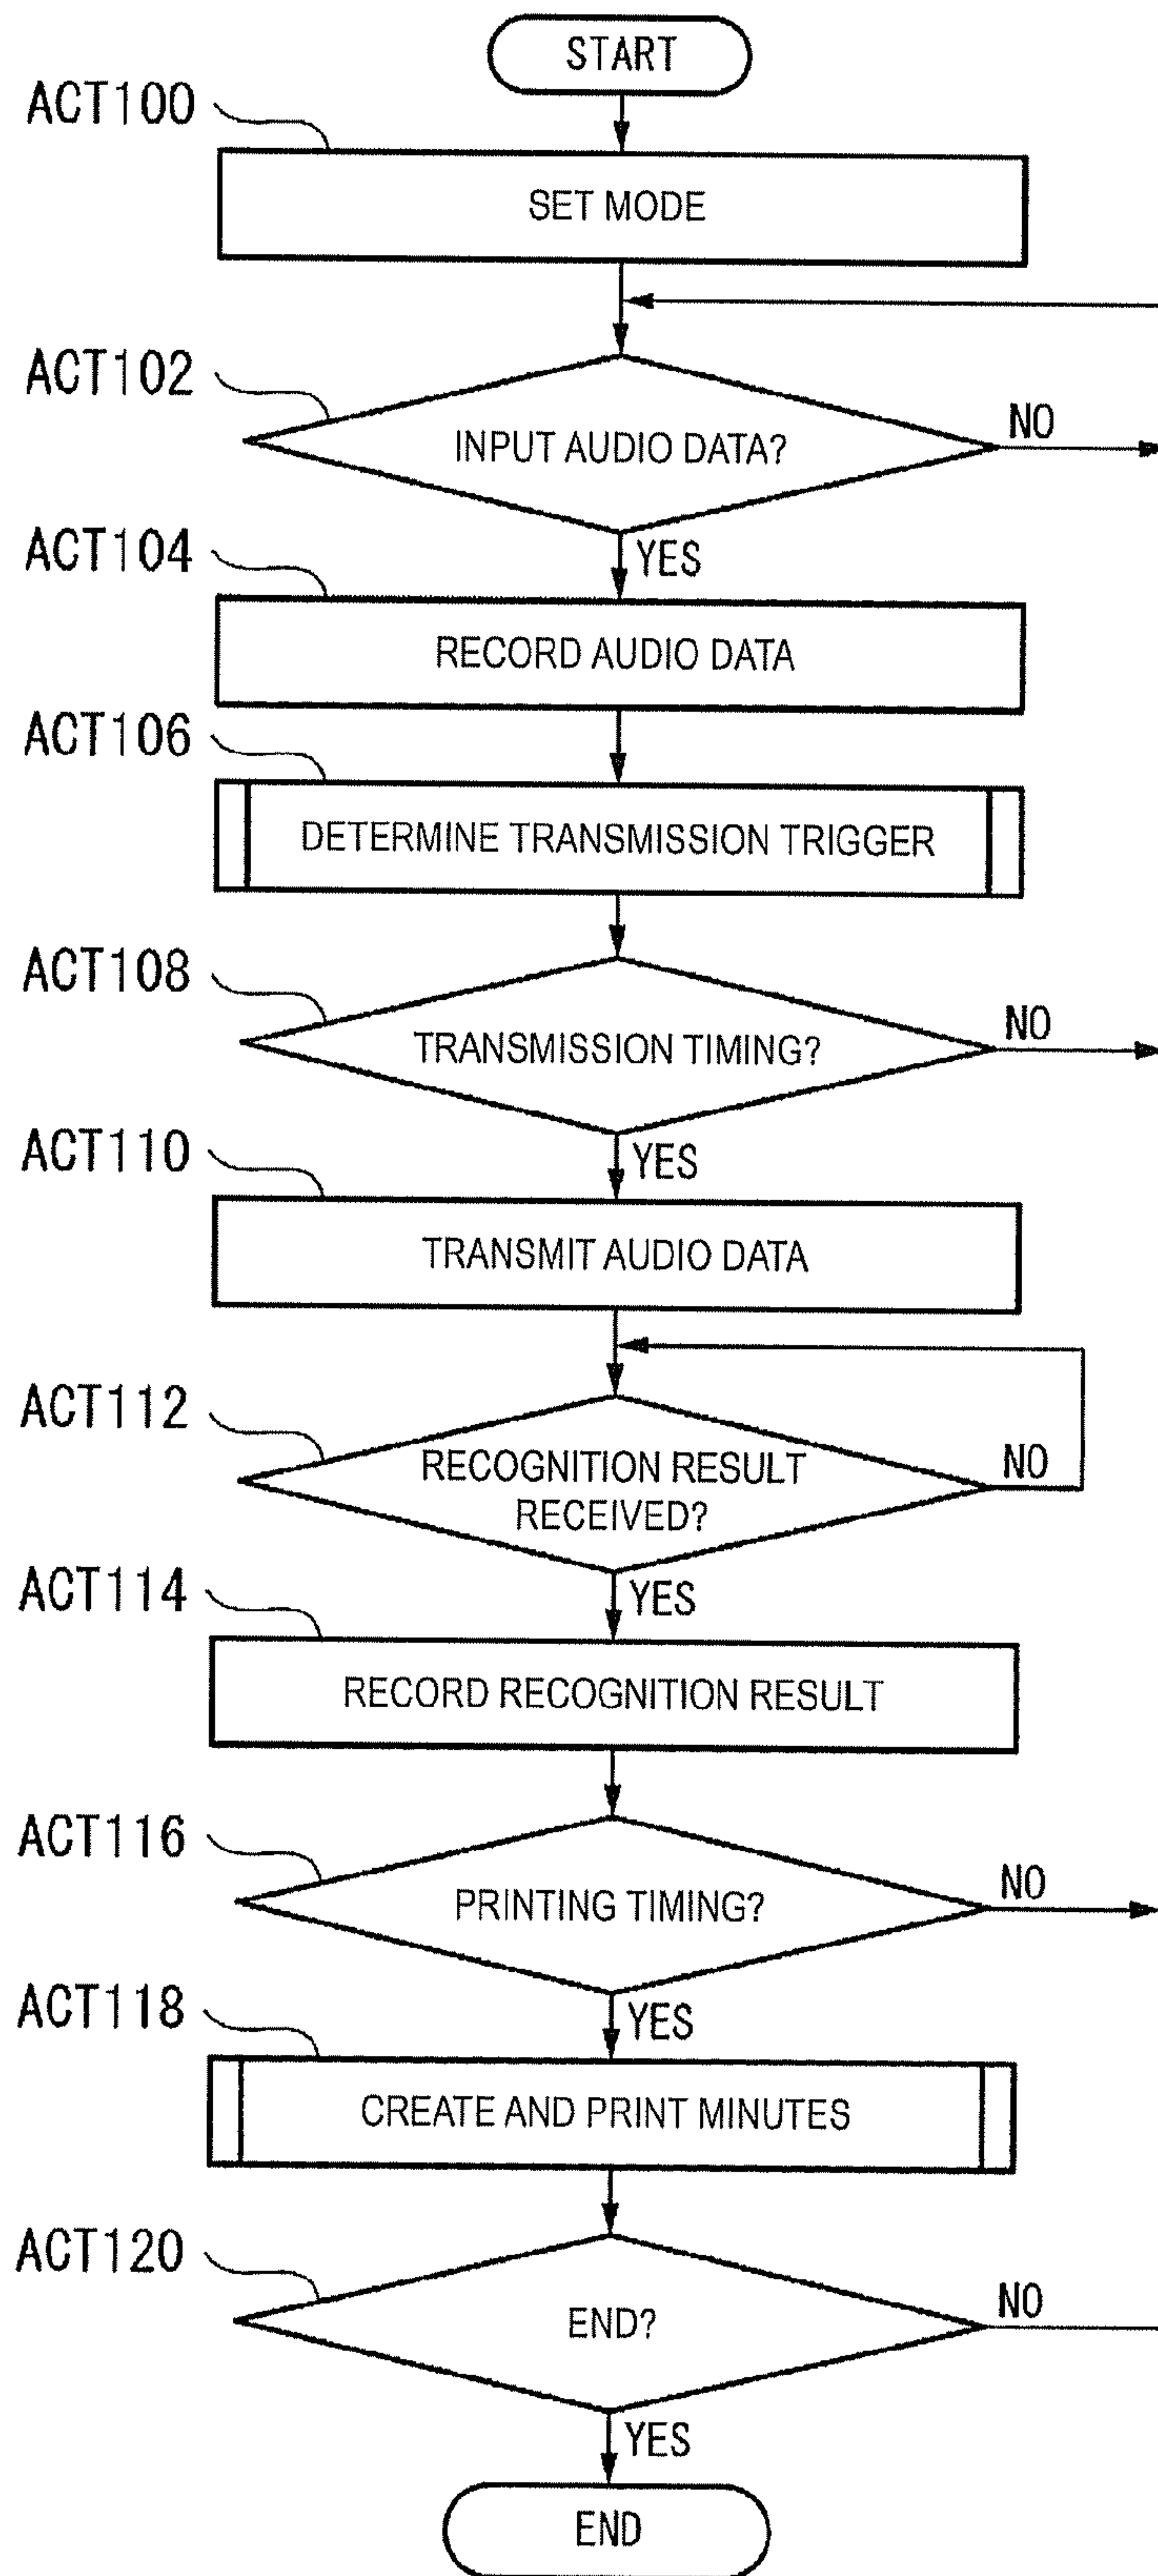 START
ACT100
SET MODE
ACT102
INPUT AUDIO DATA?
NO
YES
ACT104
RECORD AUDIO DATA
ACT106
DETERMINE TRANSMISSION TRIGGER
ACT108
TRANSMISSION TIMING?
NO
YES
ACT110
TRANSMIT AUDIO DATA
ACT112
RECOGNITION RESULT
RECEIVED?
NO
YES
ACT114
RECORD RECOGNITION RESULT
ACT116
PRINTING TIMING?
NO
YES
ACT118
CREATE AND PRINT MINUTES
ACT120
END?
NO
YES
END